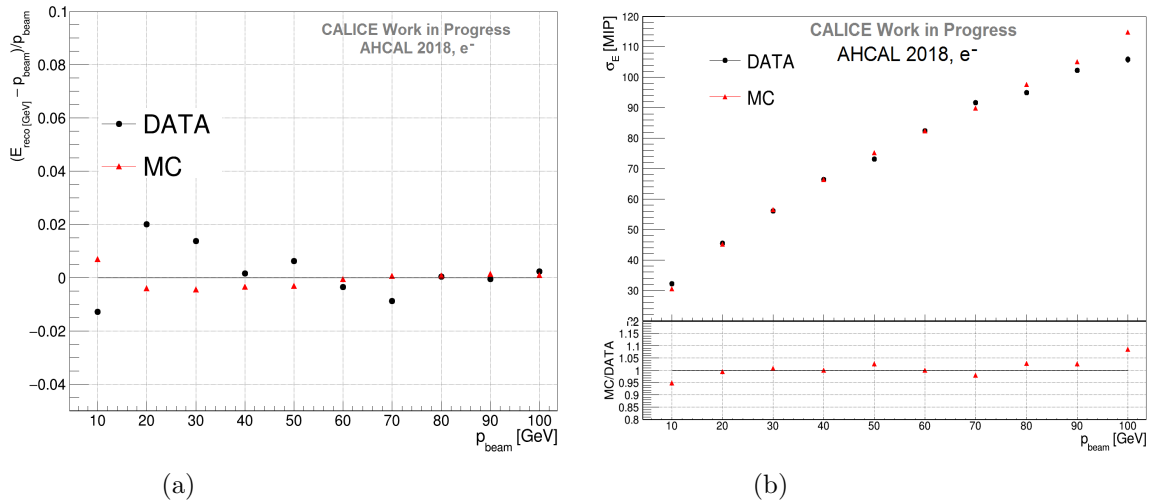 (E_reco [GeV] − p_beam)/p_beam
0.1
0.08
0.06
0.04
0.02
0
−0.02
−0.04
CALICE Work in Progress
AHCAL 2018, e⁻
DATA
MC
10 20 30 40 50 60 70 80 90 100
p_beam [GeV]
(a)
σ_E [MIP]
120
110
100
90
80
70
60
50
40
30
20
CALICE Work in Progress
AHCAL 2018, e⁻
DATA
MC
MC/DATA
1.15
1.1
1.05
1
0.95
0.9
0.85
0.8
10 20 30 40 50 60 70 80 90 100
p_beam [GeV]
(b)